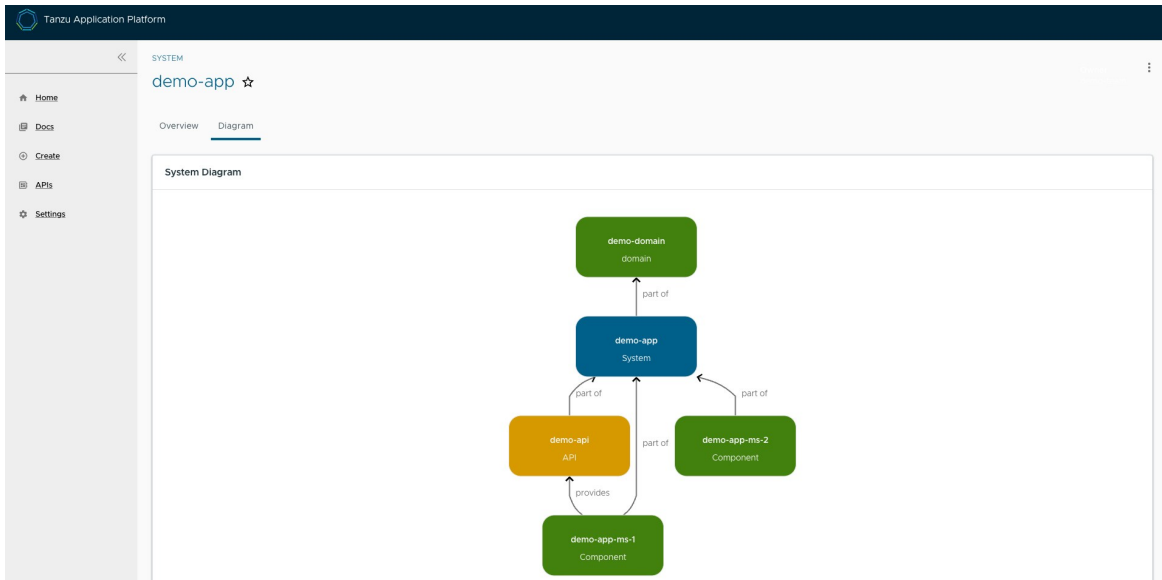 Tanzu Application Platform
Home
Docs
Create
APIs
Settings
SYSTEM
demo-app
Overview Diagram
System Diagram
demo-domain
domain
part of
demo-app
System
part of
part of
demo-api
API
part of
demo-app-ms-2
Component
provides
demo-app-ms-1
Component